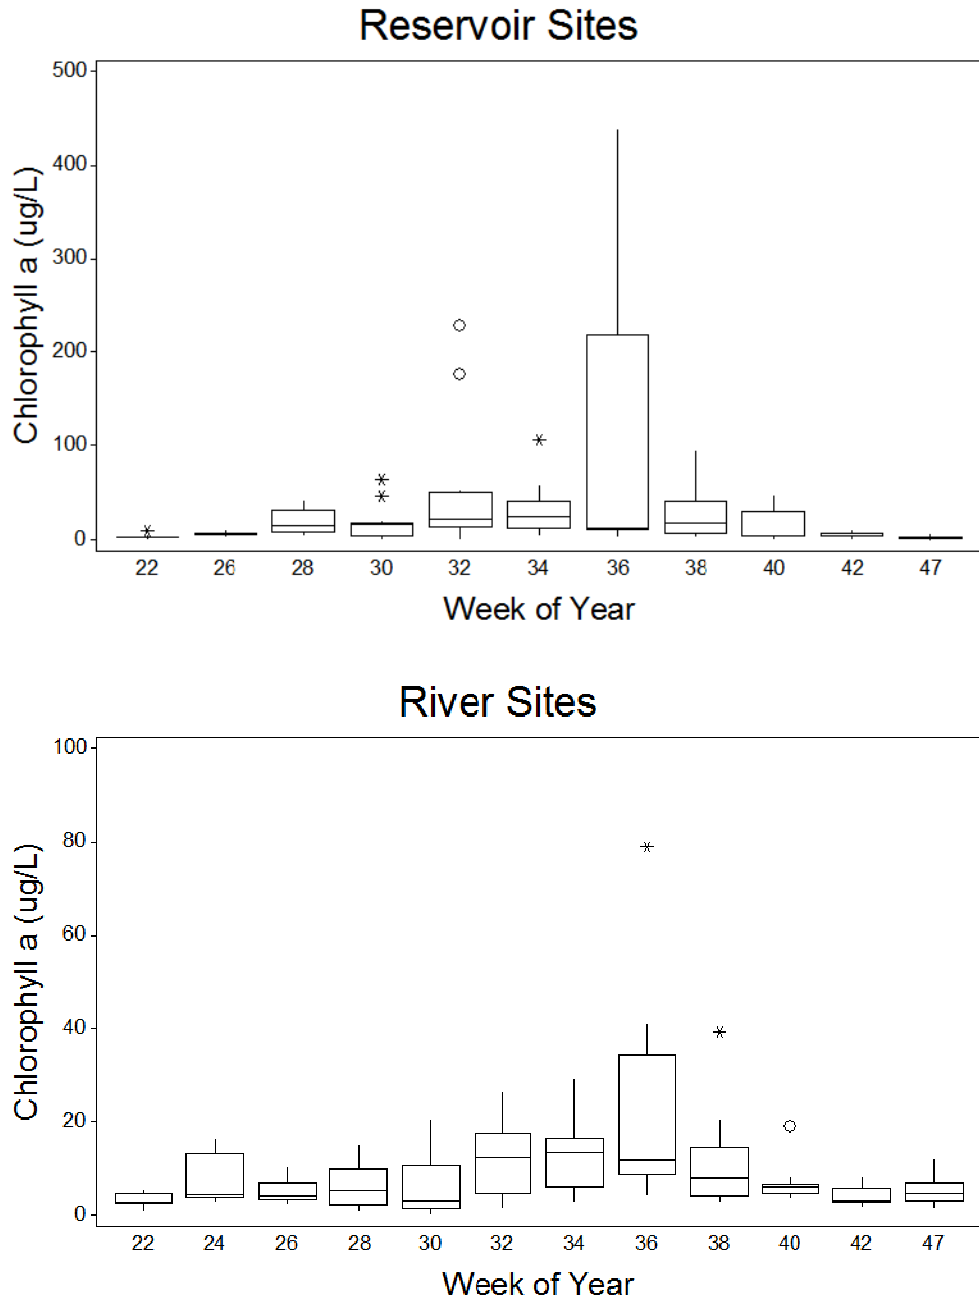 Reservoir Sites
500
400
300
200
100
0
Chlorophyll a (ug/L)
22 26 28 30 32 34 36 38 40 42 47
Week of Year
River Sites
100
80
60
40
20
0
Chlorophyll a (ug/L)
22 24 26 28 30 32 34 36 38 40 42 47
Week of Year